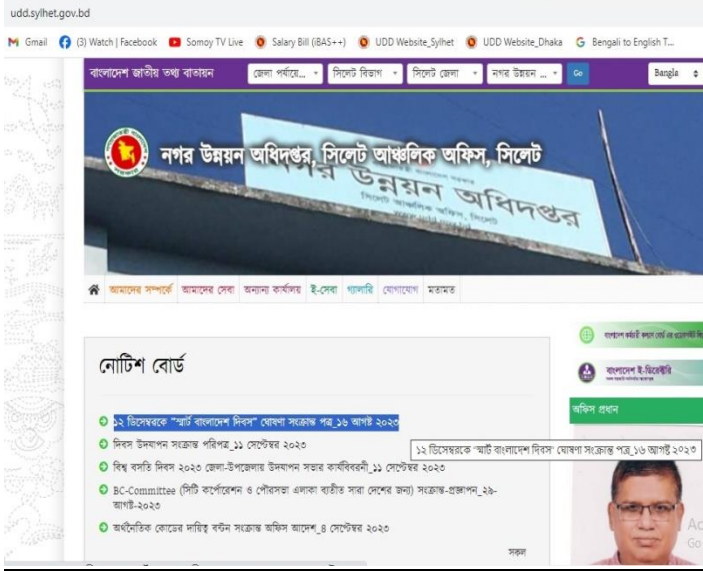 udd.sylhet.gov.bd
Gmail (3) Watch | Facebook Somoy TV Live Salary Bill (iBAS++) UDD Website_Sylhet UDD Website_Dhaka Bengali to English T...
বাংলাদেশ জাতীয় তথ্য বাতায়ন জেলা পর্যায়ে... সিলেট বিভাগ সিলেট জেলা নগর উন্নয়ন ... Go Bangla
নগর উন্নয়ন অধিদপ্তর, সিলেট আঞ্চলিক অফিস, সিলেট
নগর উন্নয়ন অধিদপ্তর
সিলেট আঞ্চলিক অফিস, সিলেট
আমাদের সম্পর্কে আমাদের সেবা অন্যান্য কার্যালয় ই-সেবা গ্যালারি যোগাযোগ মতামত
নোটিশ বোর্ড
১২ ডিসেম্বরকে "স্মার্ট বাংলাদেশ দিবস" ঘোষণা সংক্রান্ত পত্র_১৬ আগষ্ট ২০২৩
দিবস উদযাপন সংক্রান্ত পরিপত্র_১১ সেপ্টেম্বর ২০২৩
১২ ডিসেম্বরকে "স্মার্ট বাংলাদেশ দিবস" ঘোষণা সংক্রান্ত পত্র_১৬ আগষ্ট ২০২৩
বিশ্ব বসতি দিবস ২০২৩ জেলা-উপজেলায় উদযাপন সভার কার্যবিবরনী_১১ সেপ্টেম্বর ২০২৩
BC-Committee (সিটি কর্পোরেশন ও পৌরসভা এলাকা ব্যতীত সারা দেশের জন্য) সংক্রান্ত-প্রজ্ঞাপন_২৯-
আগষ্ট-২০২৩
অর্থনৈতিক কোডের দায়িত্ব বন্টন সংক্রান্ত অফিস আদেশ_৪ সেপ্টেম্বর ২০২৩
সকল
বাংলাদেশ ই-ডিরেক্টরি
অফিস প্রধান